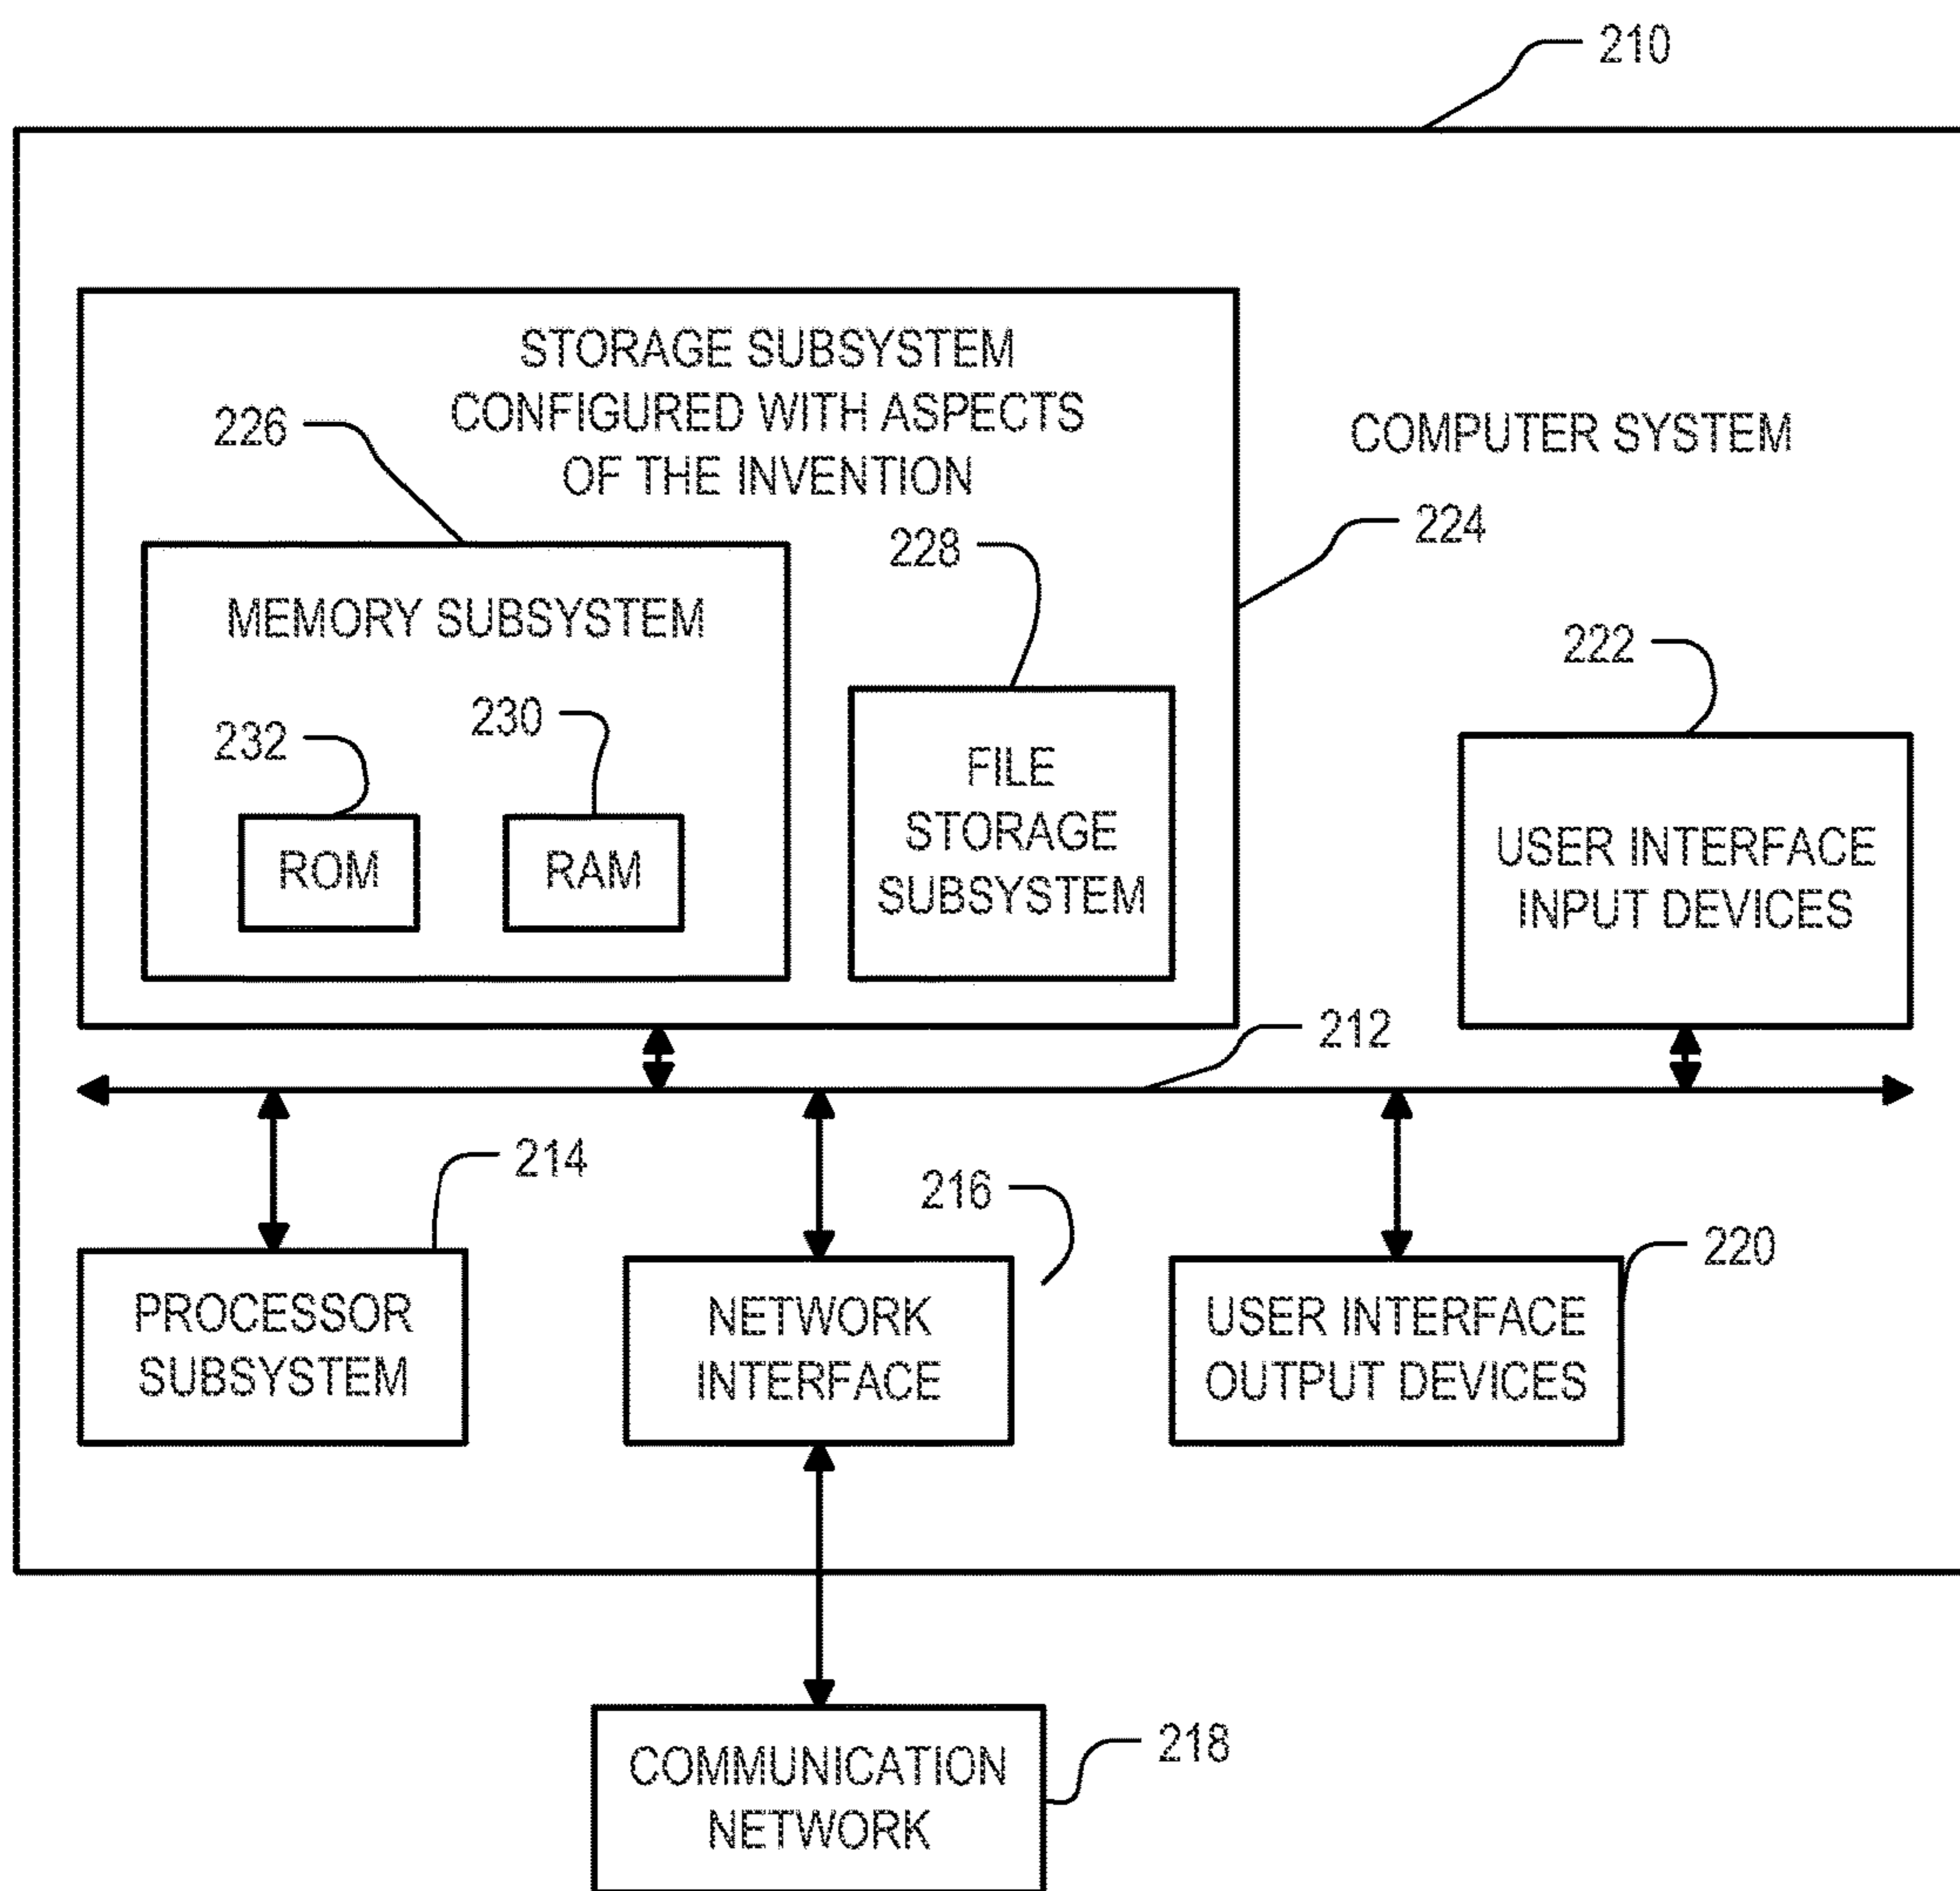 210
STORAGE SUBSYSTEM
CONFIGURED WITH ASPECTS
OF THE INVENTION
226
COMPUTER SYSTEM
224
228
MEMORY SUBSYSTEM
222
232
230
ROM
RAM
FILE
STORAGE
SUBSYSTEM
USER INTERFACE
INPUT DEVICES
212
214
216
220
PROCESSOR
SUBSYSTEM
NETWORK
INTERFACE
USER INTERFACE
OUTPUT DEVICES
218
COMMUNICATION
NETWORK